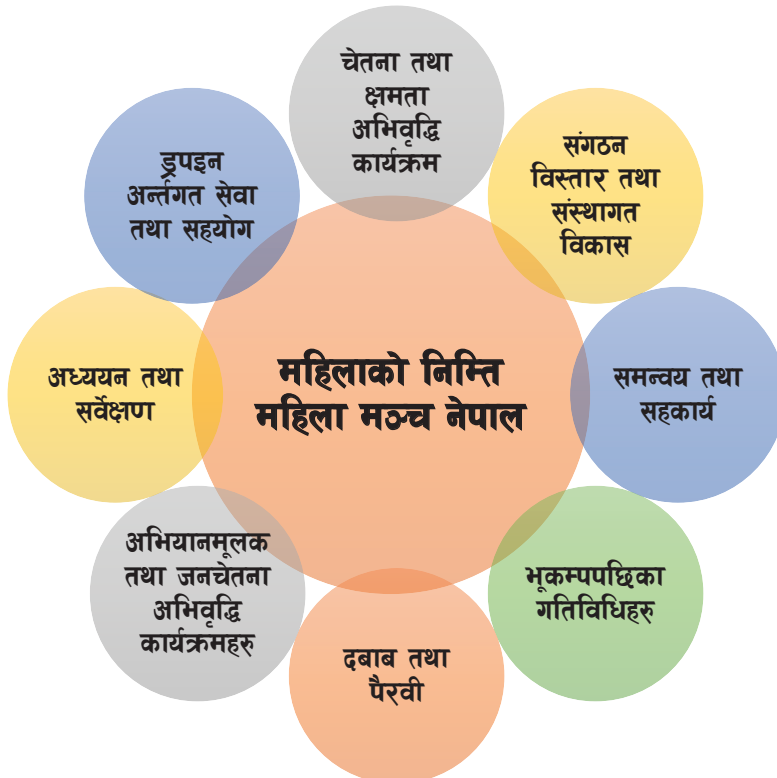 चेतना तथा
क्षमता
अभिवृद्धि
कार्यक्रम
संगठन
विस्तार तथा
संस्थागत
विकास
समन्वय तथा
सहकार्य
भूकम्पपछिका
गतिविधिहरु
दबाब तथा
पैरवी
अभियानमूलक
तथा जनचेतना
अभिवृद्धि
कार्यक्रमहरु
अध्ययन तथा
सर्वेक्षण
ड्रपइन
अर्न्तगत सेवा
तथा सहयोग
महिलाको निम्ति
महिला मञ्च नेपाल